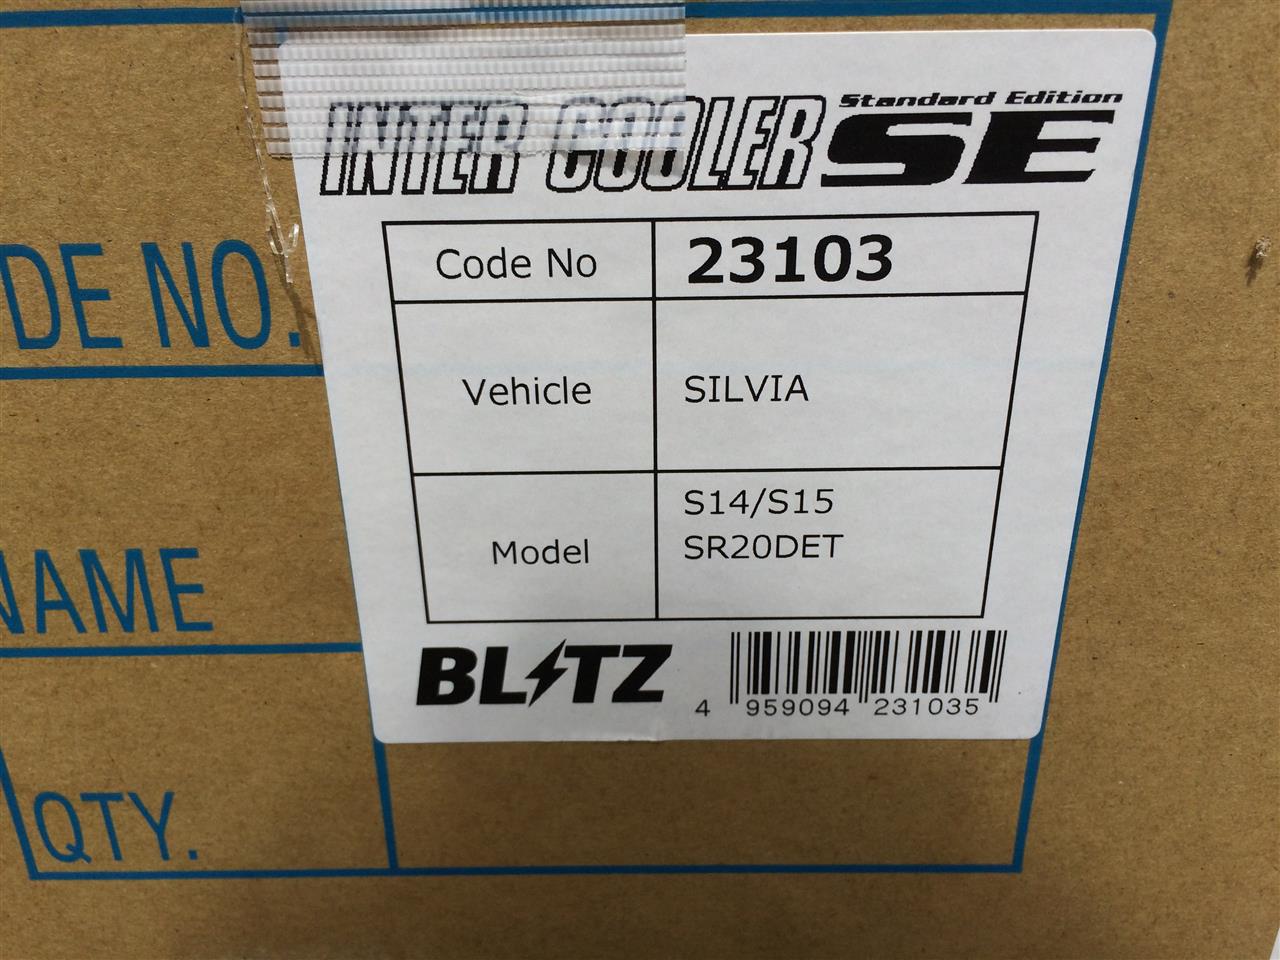 INTER COOLER SE
Standard Edition
Code No 23103
Vehicle SILVIA
Model S14/S15
SR20DET
BLITZ
4 959094 231035
DE NO.
NAME
QTY.